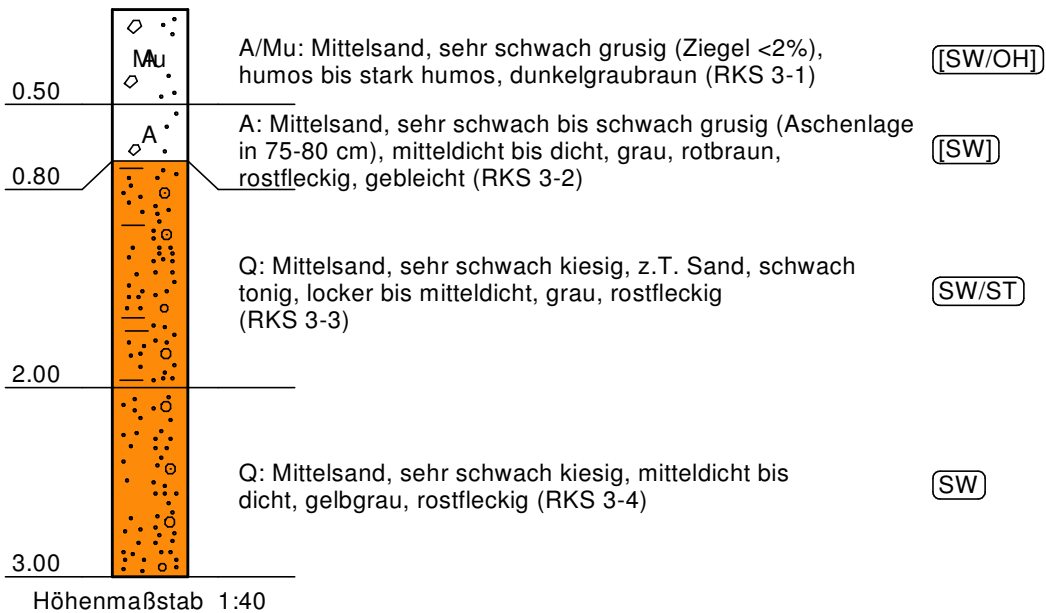 A Mu
A/Mu: Mittelsand, sehr schwach grusig (Ziegel <2%),
humos bis stark humos, dunkelgraubraun (RKS 3-1)
[SW/OH]
0.50
A
A: Mittelsand, sehr schwach bis schwach grusig (Aschenlage
in 75-80 cm), mitteldicht bis dicht, grau, rotbraun,
rostfleckig, gebleicht (RKS 3-2)
[SW]
0.80
Q: Mittelsand, sehr schwach kiesig, z.T. Sand, schwach
tonig, locker bis mitteldicht, grau, rostfleckig
(RKS 3-3)
SW/ST
2.00
Q: Mittelsand, sehr schwach kiesig, mitteldicht bis
dicht, gelbgrau, rostfleckig (RKS 3-4)
SW
3.00
Höhenmaßstab 1:40